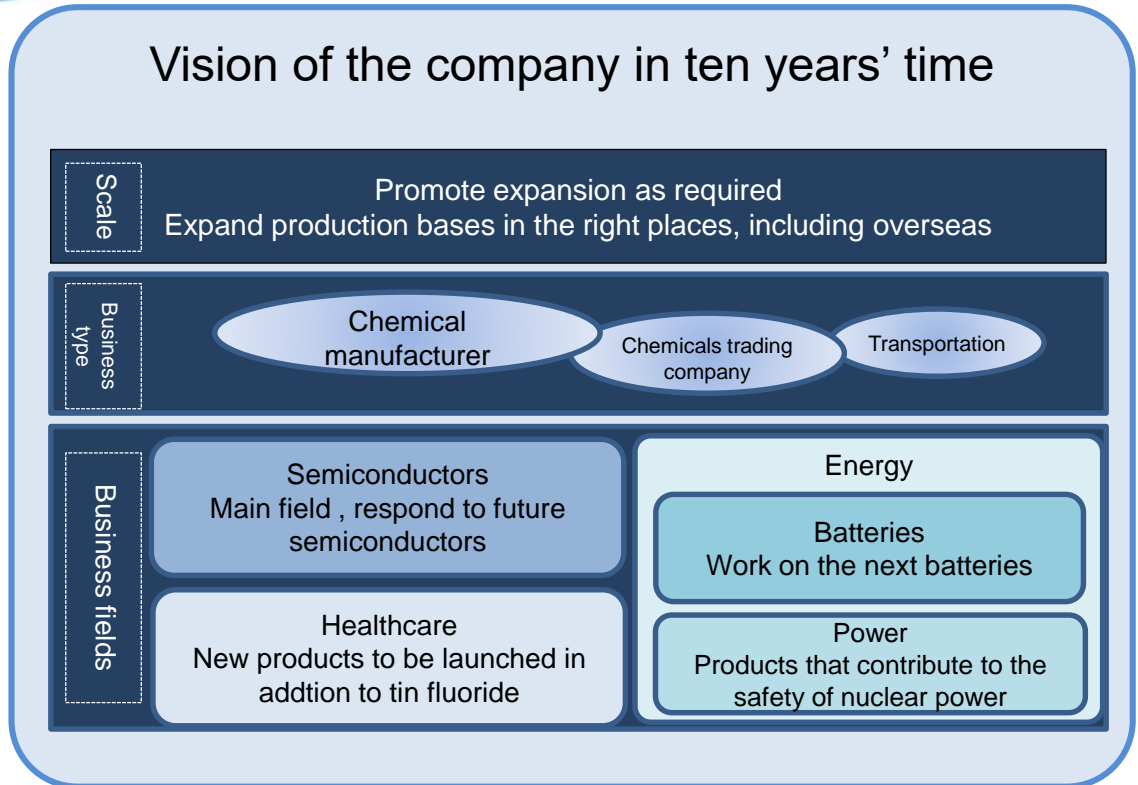 Vision of the company in ten years’ time
Scale
Promote expansion as required
Expand production bases in the right places, including overseas
Business
type
Chemical
manufacturer
Chemicals trading
company
Transportation
Business fields
Semiconductors
Main field , respond to future
semiconductors
Healthcare
New products to be launched in
addtion to tin fluoride
Energy
Batteries
Work on the next batteries
Power
Products that contribute to the
safety of nuclear power